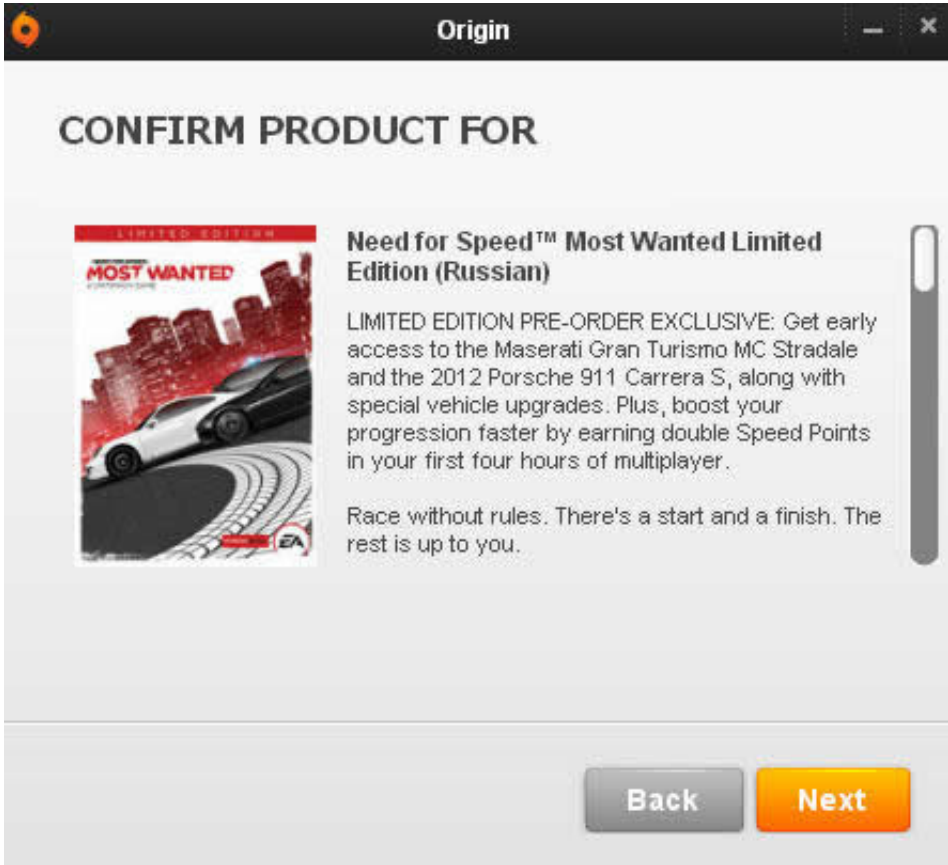 Origin
CONFIRM PRODUCT FOR
LIMITED EDITION
MOST WANTED
EA
Need for Speed™ Most Wanted Limited
Edition (Russian)
LIMITED EDITION PRE-ORDER EXCLUSIVE: Get early
access to the Maserati Gran Turismo MC Stradale
and the 2012 Porsche 911 Carrera S, along with
special vehicle upgrades. Plus, boost your
progression faster by earning double Speed Points
in your first four hours of multiplayer.
Race without rules. There's a start and a finish. The
rest is up to you.
Back
Next